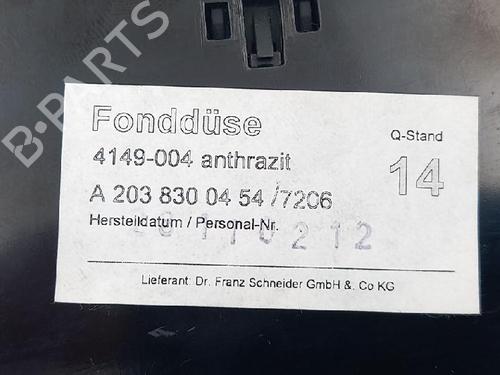 B-PARTS
Fonddüse
Q-Stand
4149-004 anthrazit
14
A 203 830 04 54 /7206
Herstelldatum / Personal-Nr.
Lieferant: Dr. Franz Schneider GmbH &. Co KG